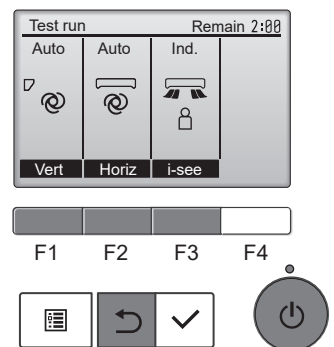 Test run Remain 2:00
Auto Auto Ind.
Vert Horiz i-see
F1 F2 F3 F4